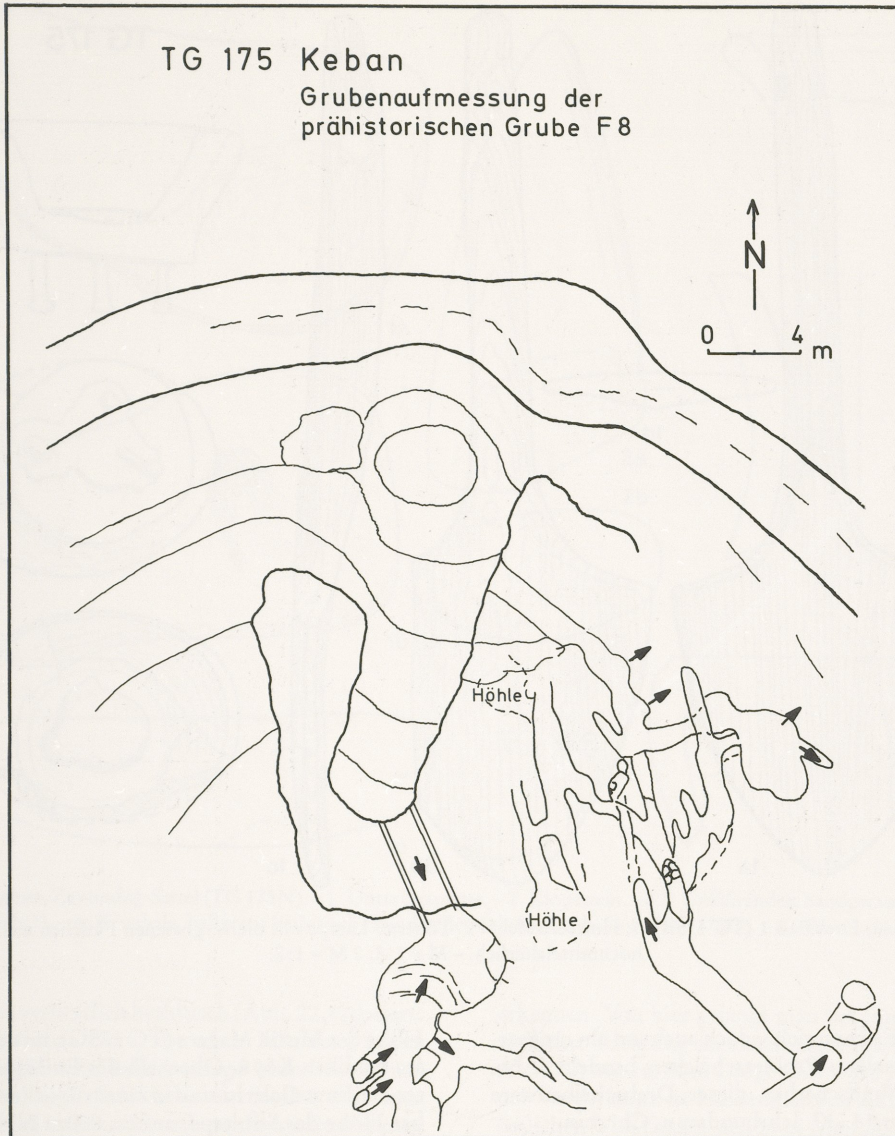 TG 175 Keban
Grubenaufmessung der
prähistorischen Grube F8
N
0 4 m
Höhle
Höhle